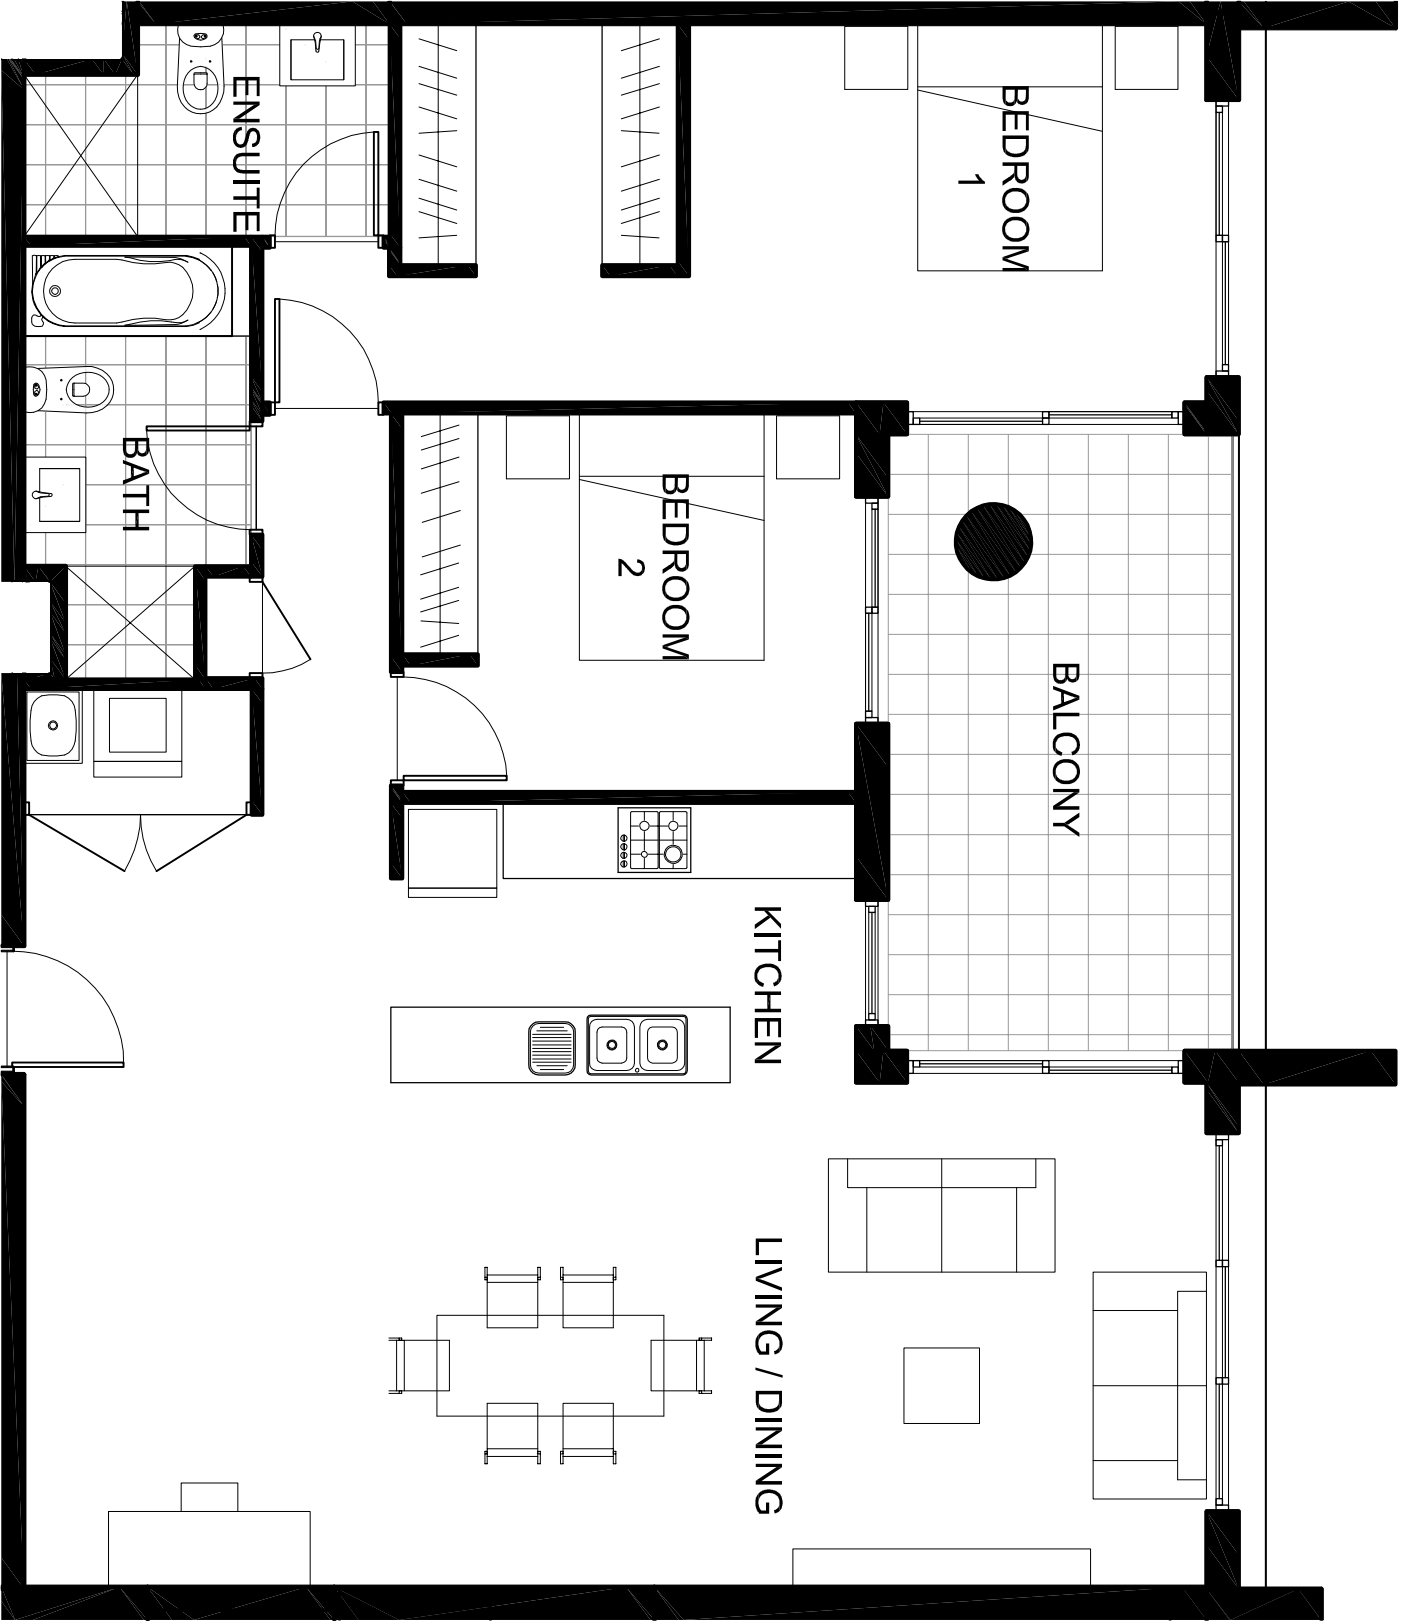 ENSUITE
BEDROOM
1
BATH
BEDROOM
2
BALCONY
KITCHEN
LIVING / DINING